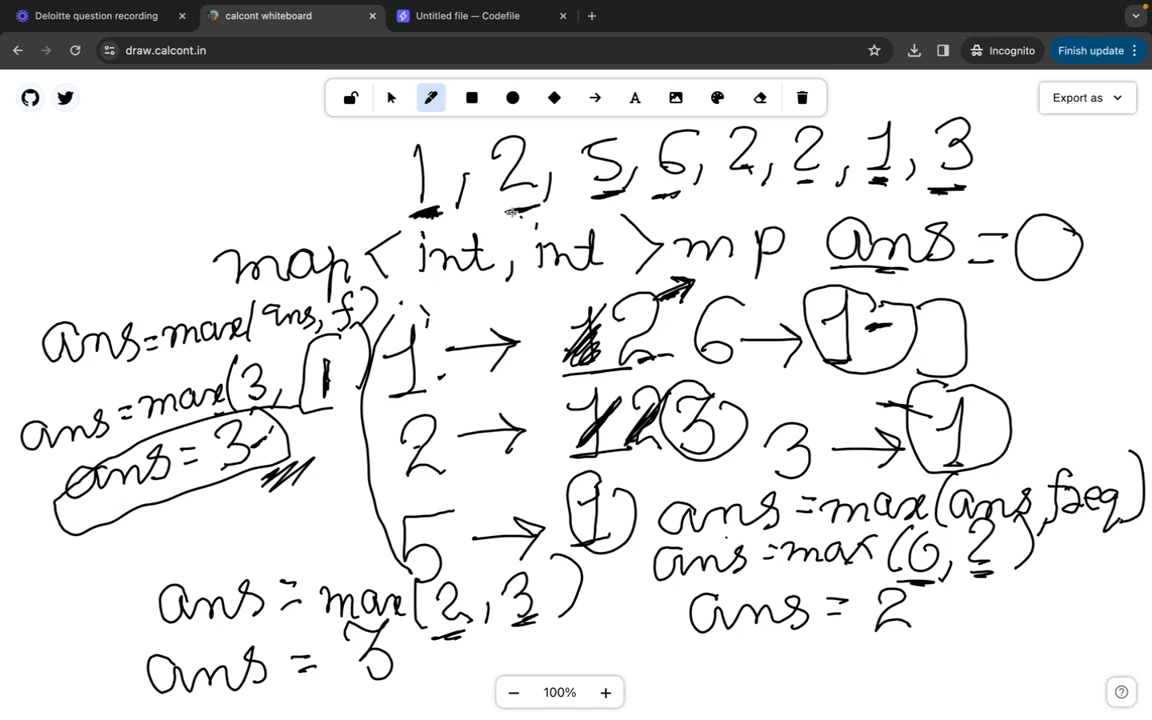 Deloitte question recording
calcont whiteboard
Untitled file — Codefile
draw.calcont.in
Incognito
Finish update
A
Export as
1, 2, 5, 6, 2, 2, 1, 3
map < int, int > mp ans = 0
ans = max(ans, f)
ans = max(3, 1
ans = 3
1 → 2
2 → 1 2 3
5 → 1
6 → 1
3 → 1
ans = max(ans, freq)
ans = max(0, 2)
ans = 2
ans = max(2, 3)
ans = 3
100%